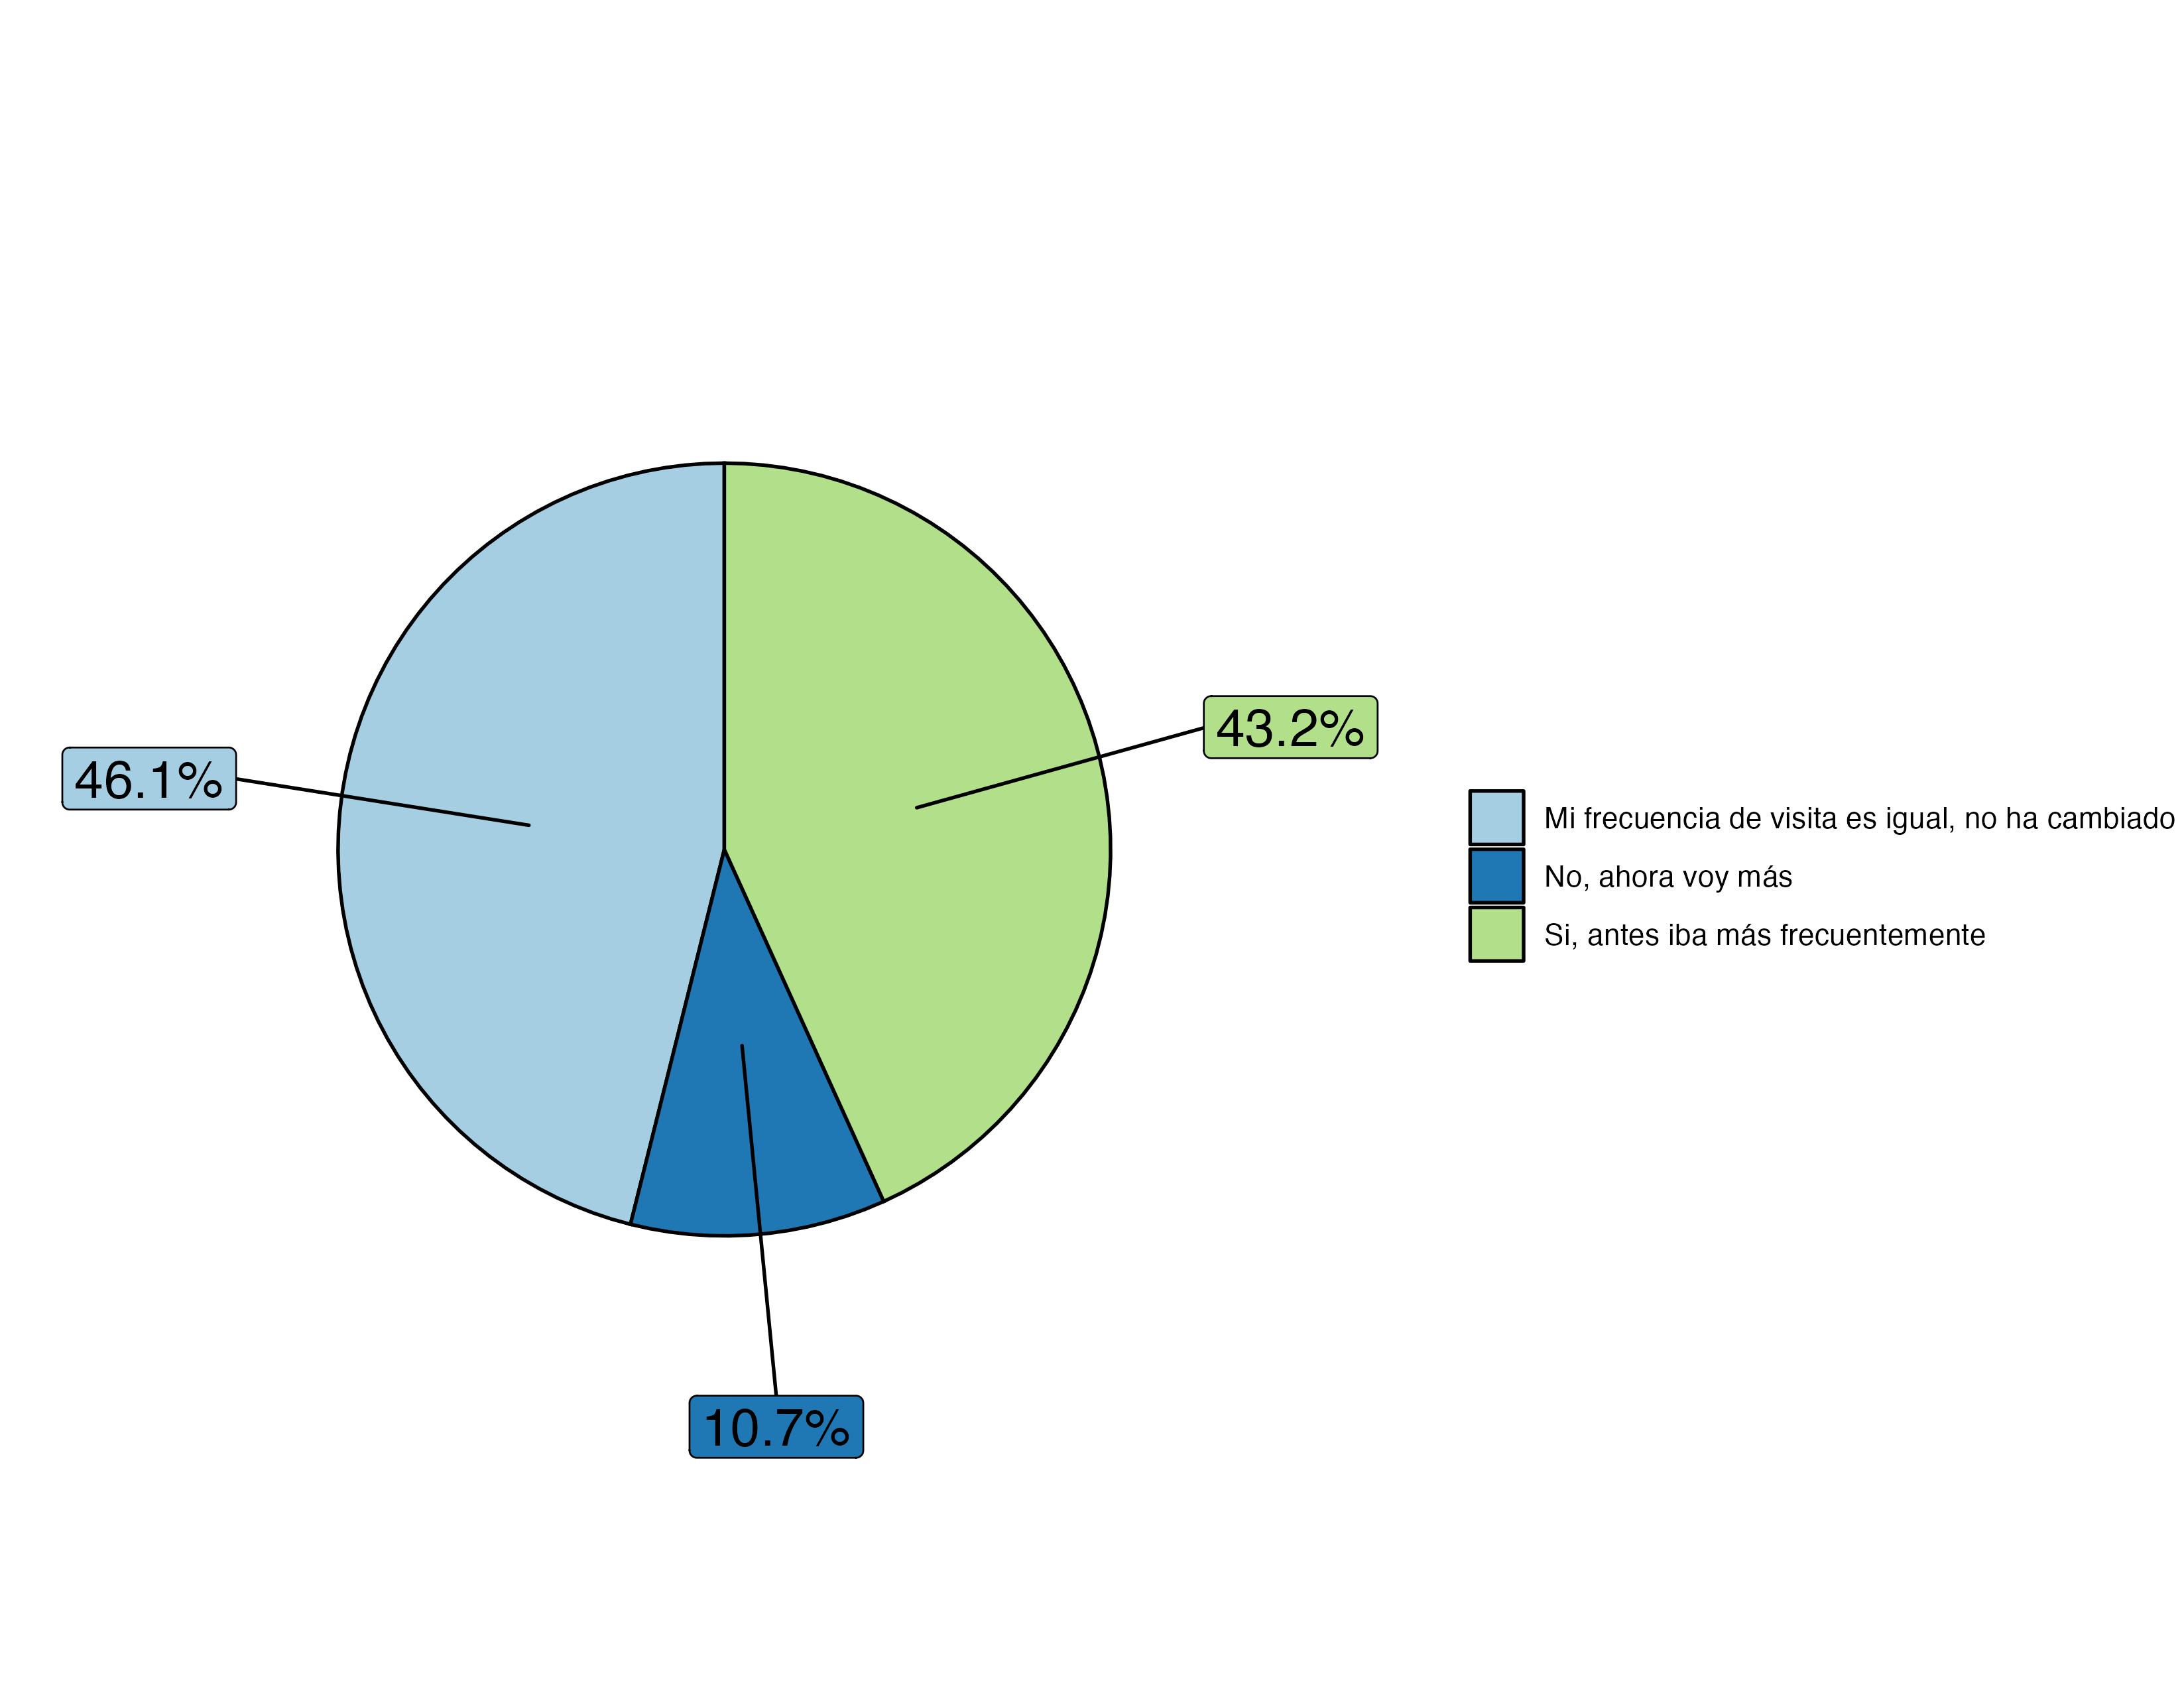 43.2%
46.1%
10.7%
Mi frecuencia de visita es igual, no ha cambiado
No, ahora voy más
Si, antes iba más frecuentemente